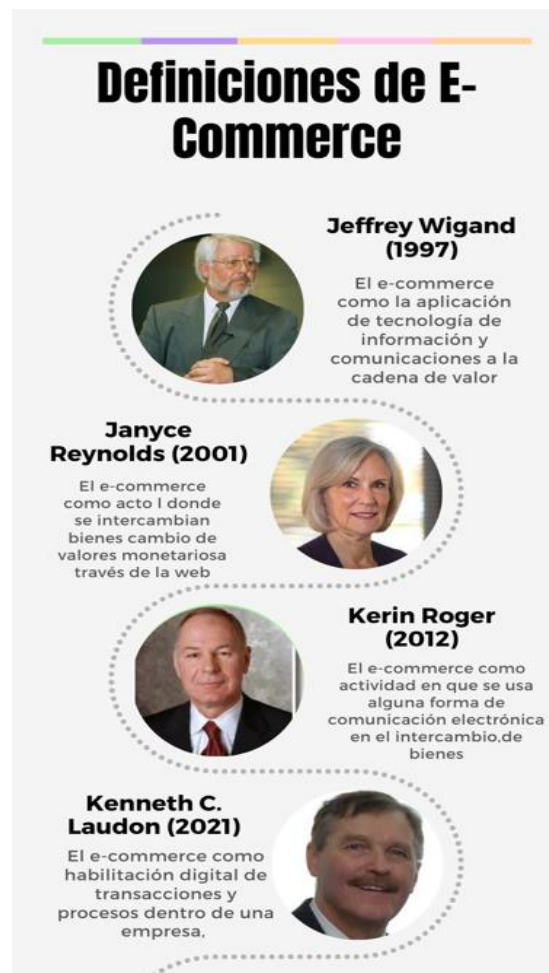 Definiciones de E-
Commerce
Jeffrey Wigand
(1997)
El e-commerce
como la aplicación
de tecnología de
información y
comunicaciones a la
cadena de valor
Janyce
Reynolds (2001)
El e-commerce
como acto l donde
se intercambian
bienes cambio de
valores monetariosa
través de la web
Kerin Roger
(2012)
El e-commerce como
actividad en que se usa
alguna forma de
comunicación electrónica
en el intercambio,de
bienes
Kenneth C.
Laudon (2021)
El e-commerce como
habilitación digital de
transacciones y
procesos dentro de una
empresa,